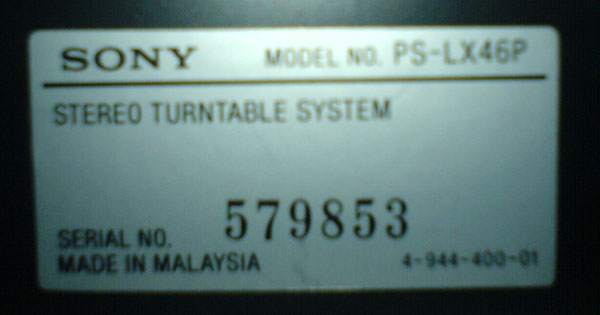 SONY MODEL NO. PS-LX46P
STEREO TURNTABLE SYSTEM
SERIAL NO. 579853
MADE IN MALAYSIA 4-944-400-01